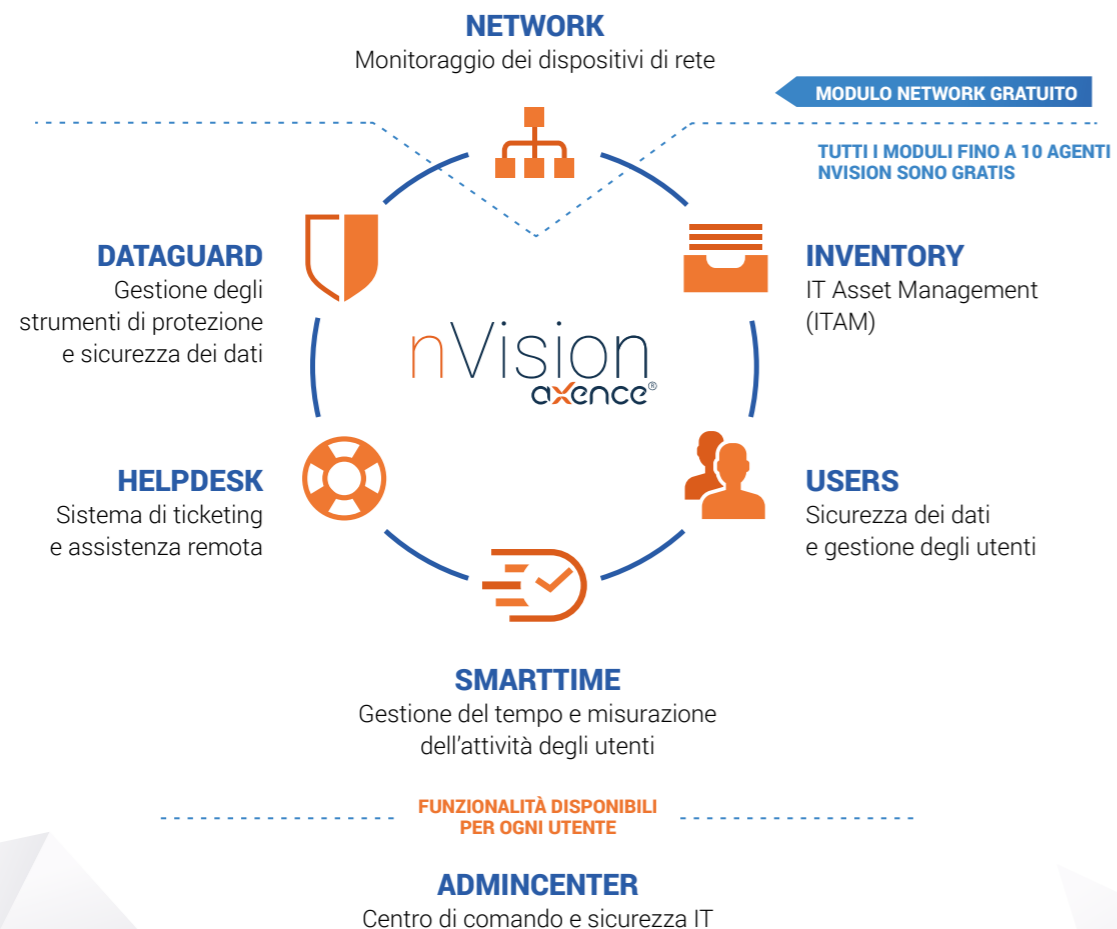 NETWORK
Monitoraggio dei dispositivi di rete
MODULO NETWORK GRATUITO
TUTTI I MODULI FINO A 10 AGENTI
NVISION SONO GRATIS
DATAGUARD
Gestione degli
strumenti di protezione
e sicurezza dei dati
INVENTORY
IT Asset Management
(ITAM)
nVision
axence®
HELPDESK
Sistema di ticketing
e assistenza remota
USERS
Sicurezza dei dati
e gestione degli utenti
SMARTTIME
Gestione del tempo e misurazione
dell’attività degli utenti
FUNZIONALITÀ DISPONIBILI
PER OGNI UTENTE
ADMINCENTER
Centro di comando e sicurezza IT